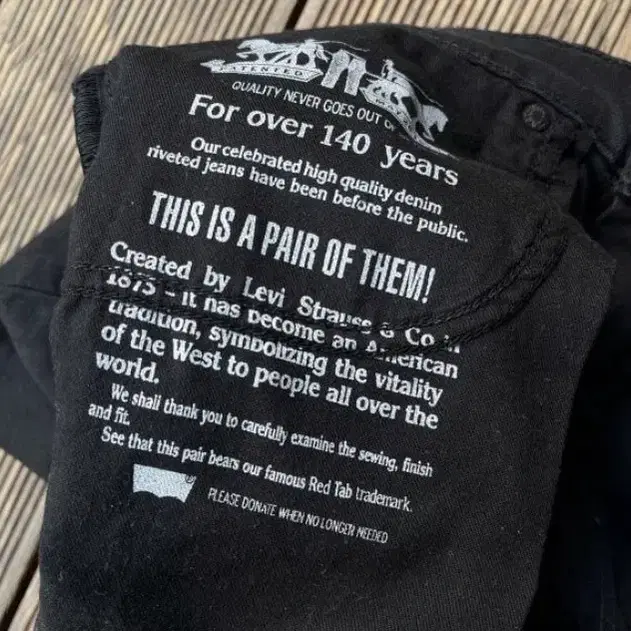 PATENTED
QUALITY NEVER GOES OUT OF
For over 140 years
Our celebrated high quality denim
riveted jeans have been before the public.
THIS IS A PAIR OF THEM!
Created by Levi Strauss & Co in
1873 – it has become an American
tradition, symbolizing the vitality
of the West to people all over the
world.
We shall thank you to carefully examine the sewing, finish
and fit.
See that this pair bears our famous Red Tab trademark.
PLEASE DONATE WHEN NO LONGER NEEDED